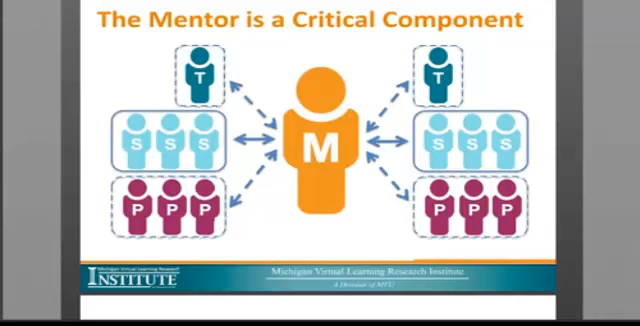 The Mentor is a Critical Component
T
T
M
S S S
S S S
P P P
P P P
Michigan Virtual Learning Research
INSTITUTE
Michigan Virtual Learning Research Institute
A Division of MVU